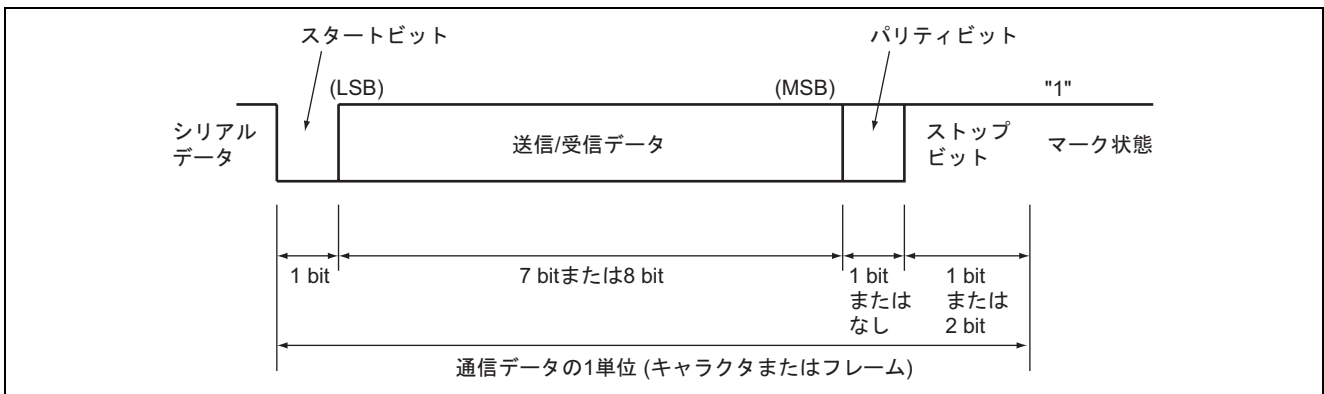 スタートビット
パリティビット
(LSB)
(MSB)
"1"
シリアル
データ
送信/受信データ
ストップ
ビット
マーク状態
1 bit
7 bitまたは8 bit
1 bit
または
なし
1 bit
または
2 bit
通信データの1単位 (キャラクタまたはフレーム)